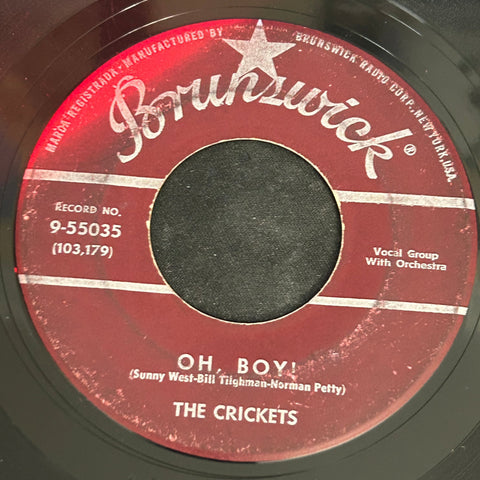 MARCA REGISTRADA • MANUFACTURED BY BRUNSWICK RADIO CORP., NEW YORK, U.S.A.
Brunswick®
RECORD NO.
9-55035
(103,179)
Vocal Group
With Orchestra
OH, BOY!
(Sunny West-Bill Tilghman-Norman Petty)
THE CRICKETS